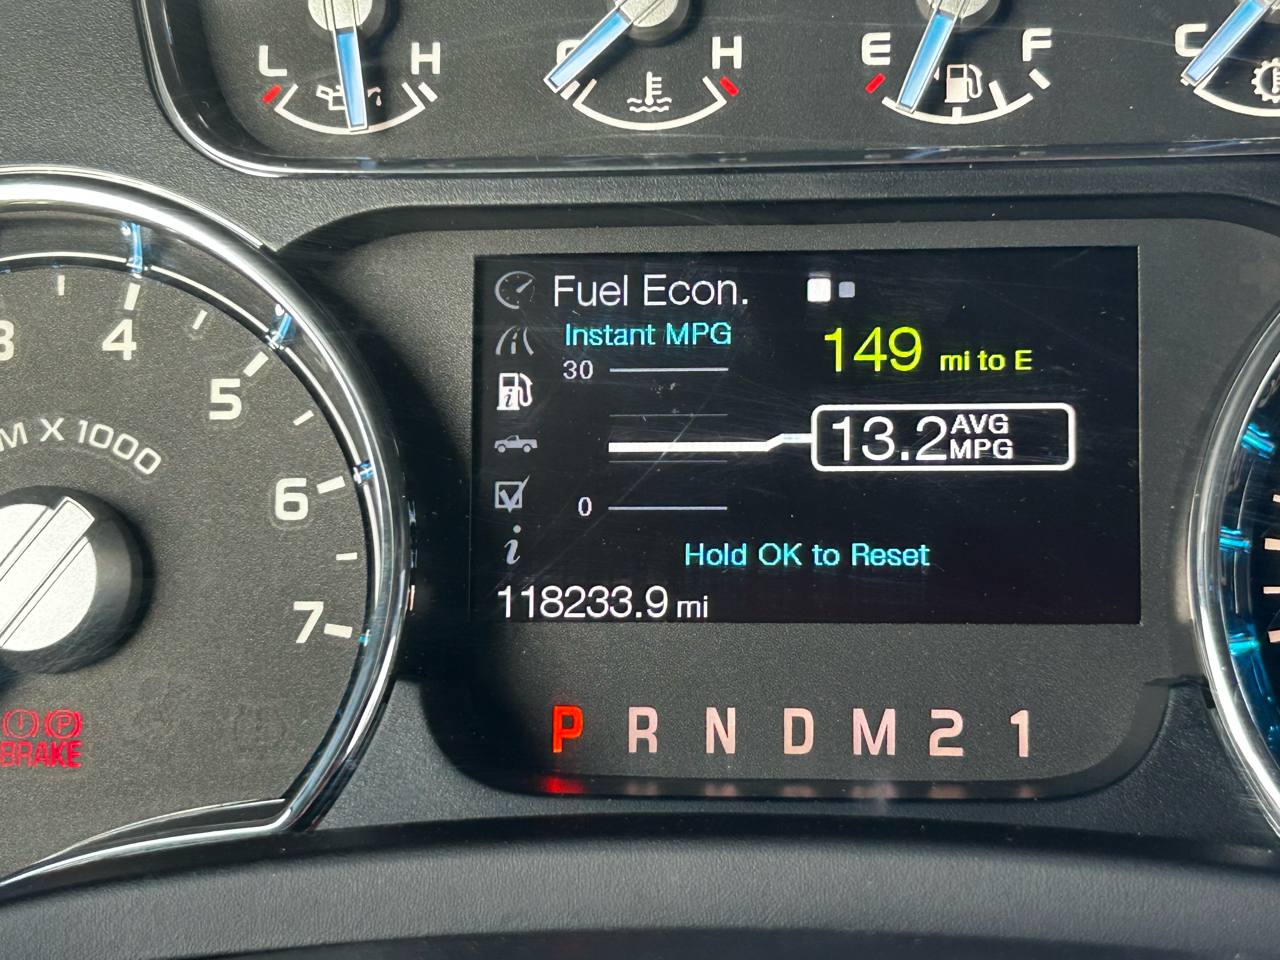 L H
H
E F
C
3 4 5 6 7
M X 1000
Fuel Econ.
Instant MPG
30
0
149 mi to E
13.2 AVG MPG
Hold OK to Reset
118233.9 mi
P R N D M 2 1
P
BRAKE